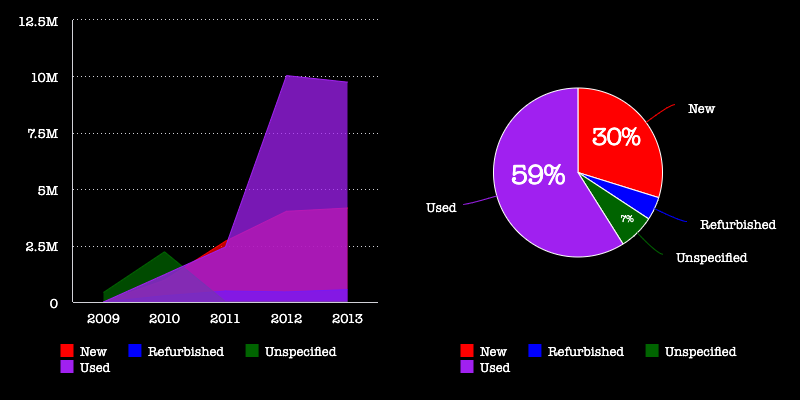 12.5M
10M
7.5M
5M
2.5M
0
2009 2010 2011 2012 2013
New Refurbished Unspecified
Used
30%
59%
7%
New
Used
Refurbished
Unspecified
New Refurbished Unspecified
Used